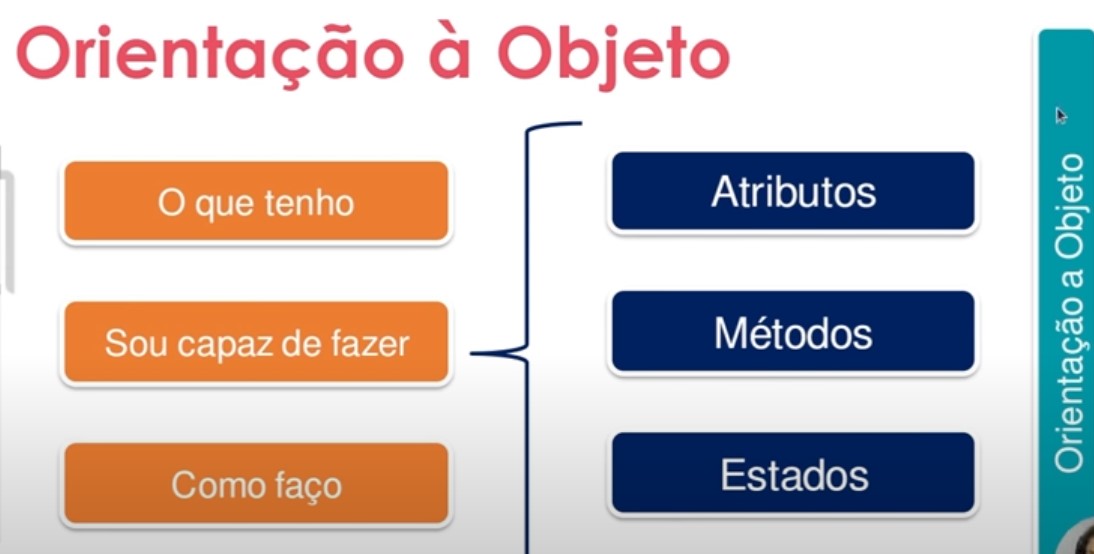 Orientação à Objeto
O que tenho
Sou capaz de fazer
Como faço
Atributos
Métodos
Estados
Orientação a Objeto